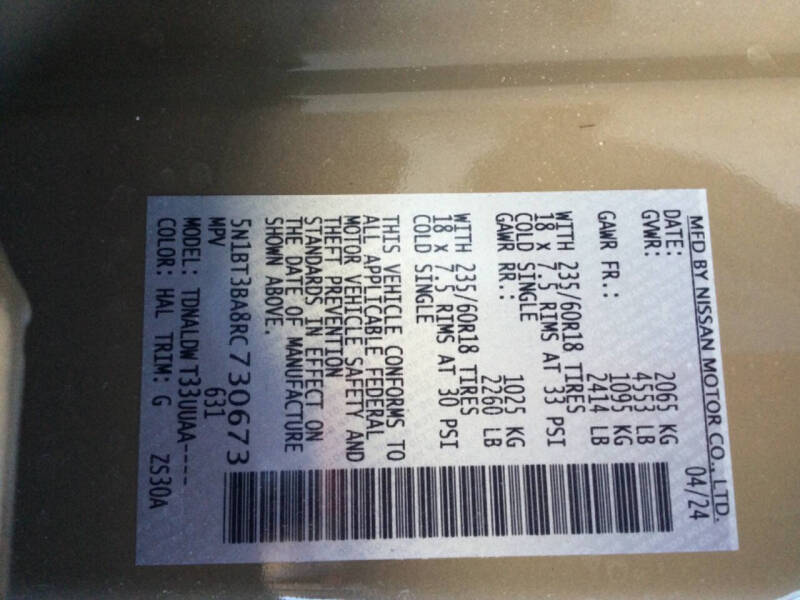 MFD BY NISSAN MOTOR CO., LTD.
DATE: 04/24
GVWR: 2065 KG
4553 LB
GAWR FR.: 1095 KG
2414 LB
WITH 235/60R18 TIRES
18 X 7.5 RIMS AT 33 PSI
COLD SINGLE
GAWR RR.: 1025 KG
2260 LB
WITH 235/60R18 TIRES
18 X 7.5 RIMS AT 30 PSI
COLD SINGLE
THIS VEHICLE CONFORMS TO
ALL APPLICABLE FEDERAL
MOTOR VEHICLE SAFETY AND
THEFT PREVENTION
STANDARDS IN EFFECT ON
THE DATE OF MANUFACTURE
SHOWN ABOVE.
5N1BT3BA8RC730673
MPV 631
MODEL: TDNALDW T33UUAA----
COLOR: HAL TRIM: G ZS30A